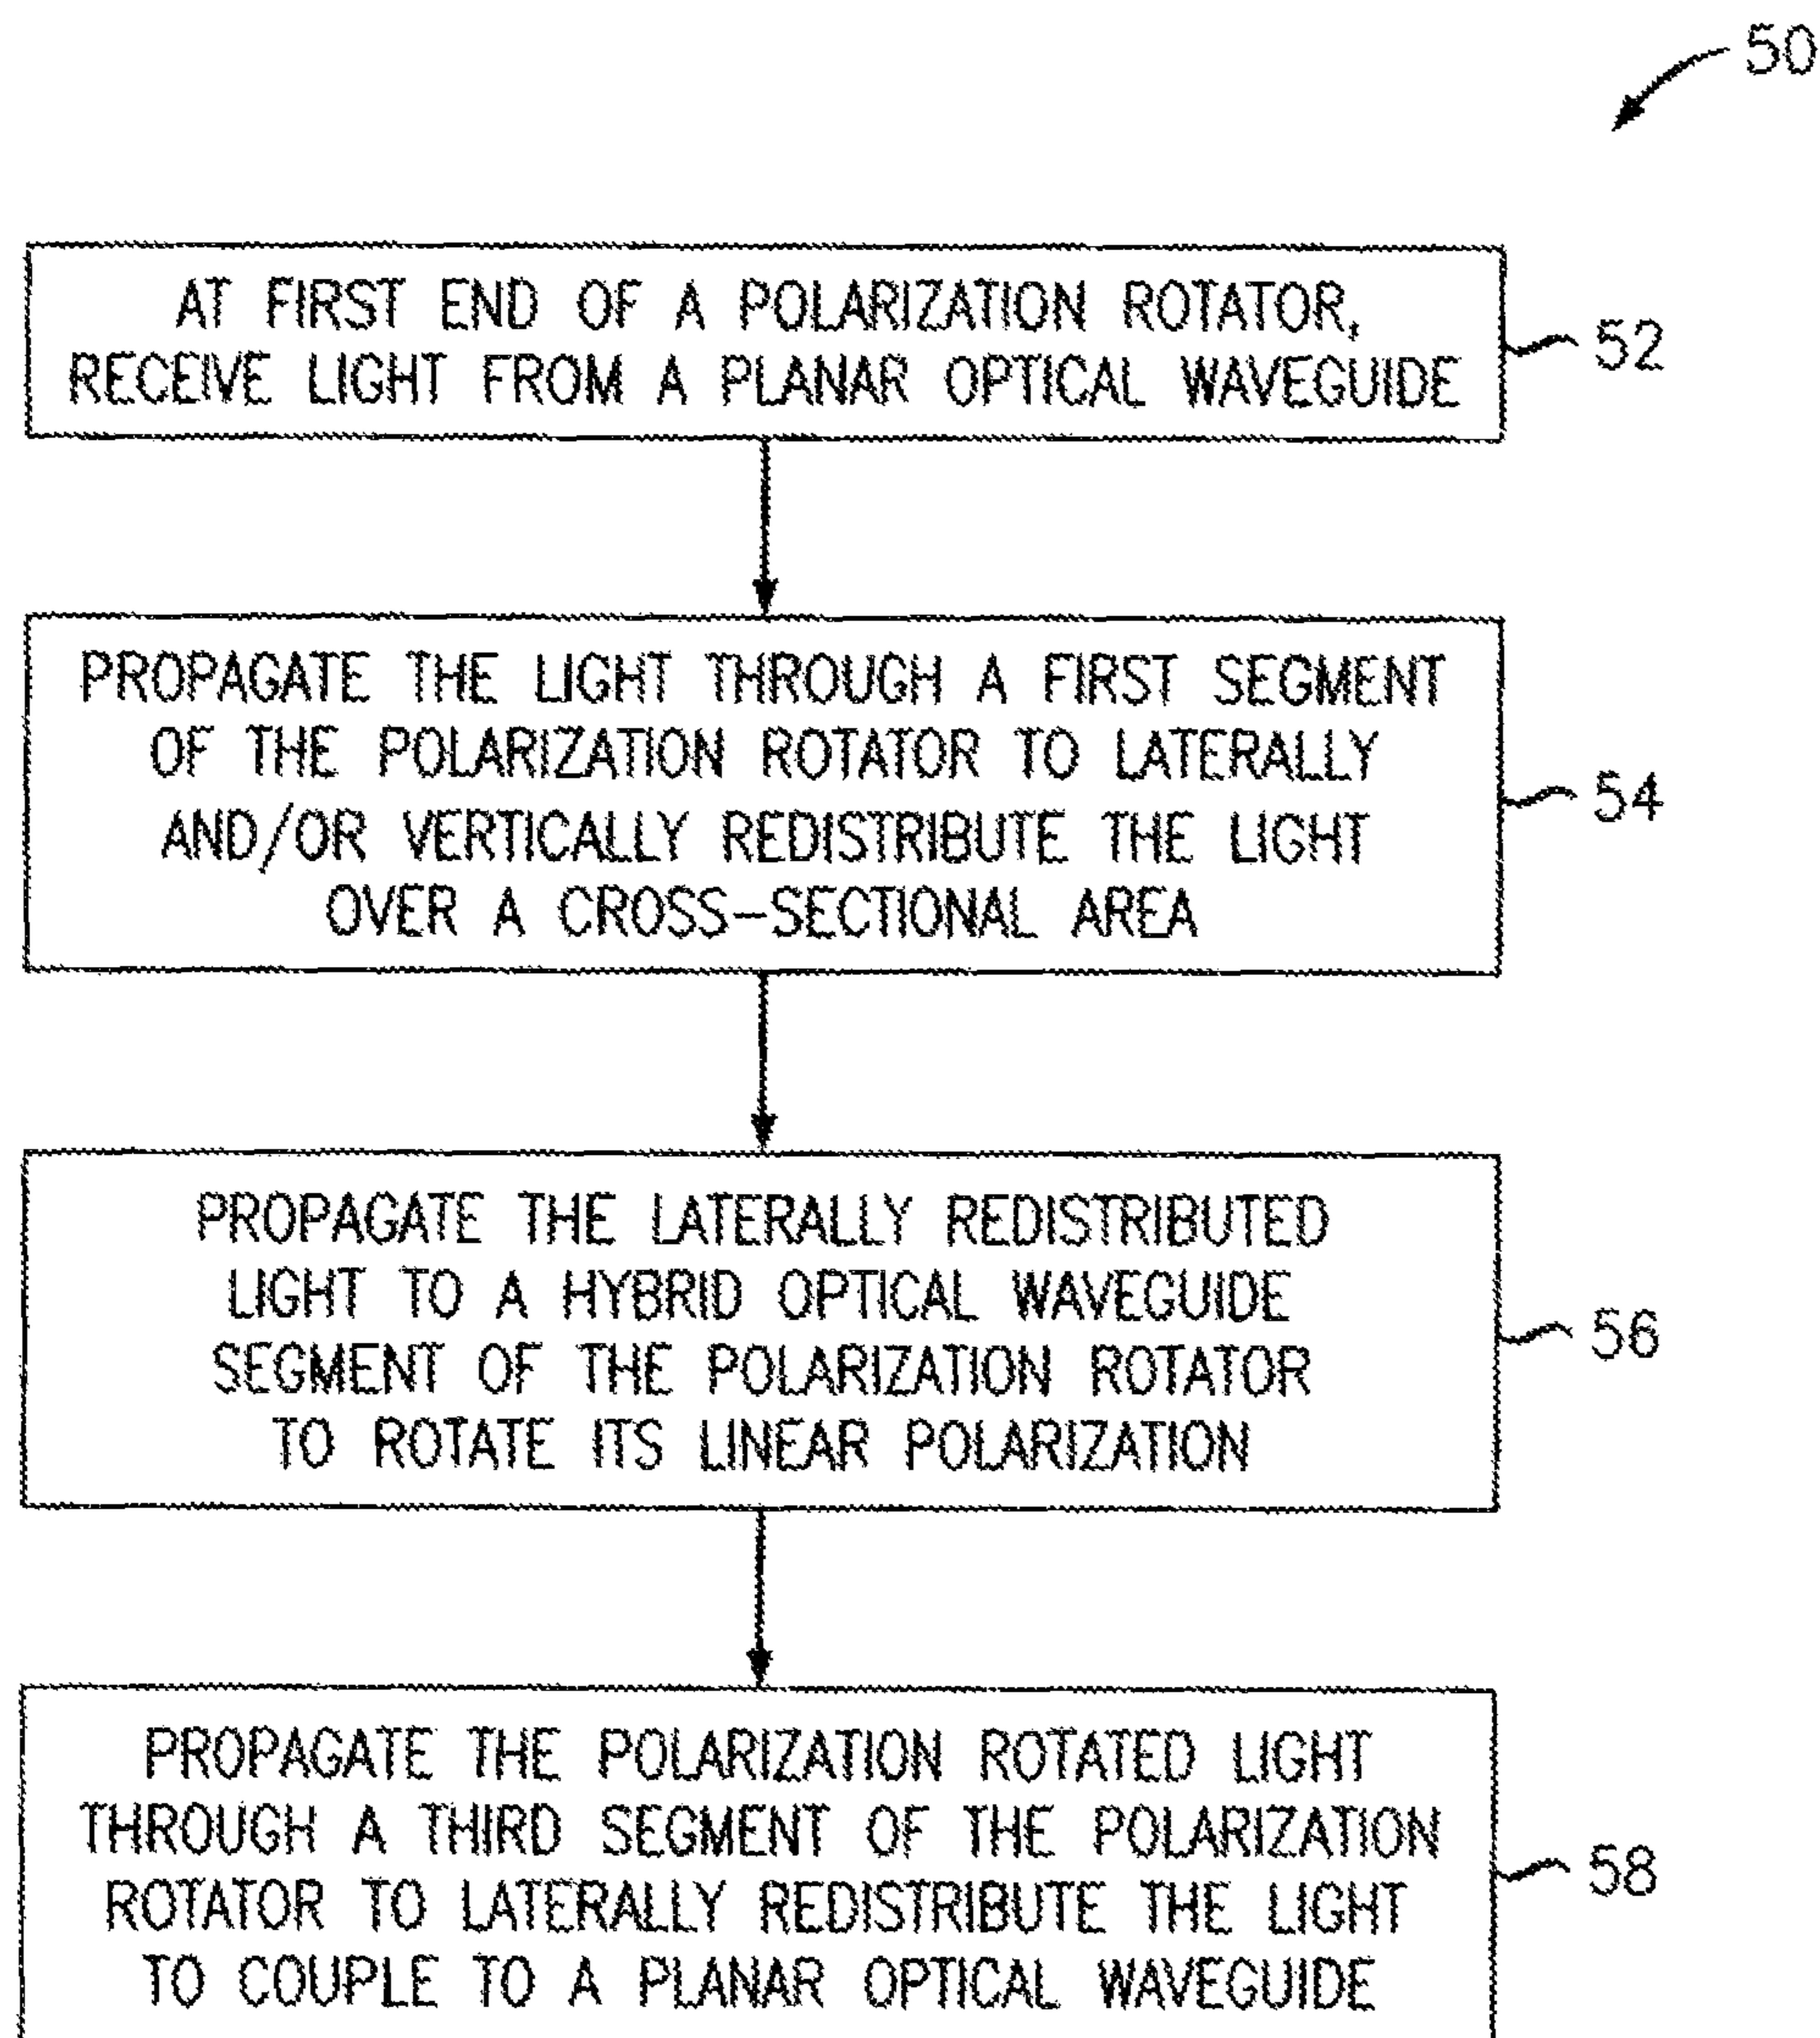 50
AT FIRST END OF A POLARIZATION ROTATOR,
RECEIVE LIGHT FROM A PLANAR OPTICAL WAVEGUIDE
52
PROPAGATE THE LIGHT THROUGH A FIRST SEGMENT
OF THE POLARIZATION ROTATOR TO LATERALLY
AND/OR VERTICALLY REDISTRIBUTE THE LIGHT
OVER A CROSS-SECTIONAL AREA
54
PROPAGATE THE LATERALLY REDISTRIBUTED
LIGHT TO A HYBRID OPTICAL WAVEGUIDE
SEGMENT OF THE POLARIZATION ROTATOR
TO ROTATE ITS LINEAR POLARIZATION
56
PROPAGATE THE POLARIZATION ROTATED LIGHT
THROUGH A THIRD SEGMENT OF THE POLARIZATION
ROTATOR TO LATERALLY REDISTRIBUTE THE LIGHT
TO COUPLE TO A PLANAR OPTICAL WAVEGUIDE
58